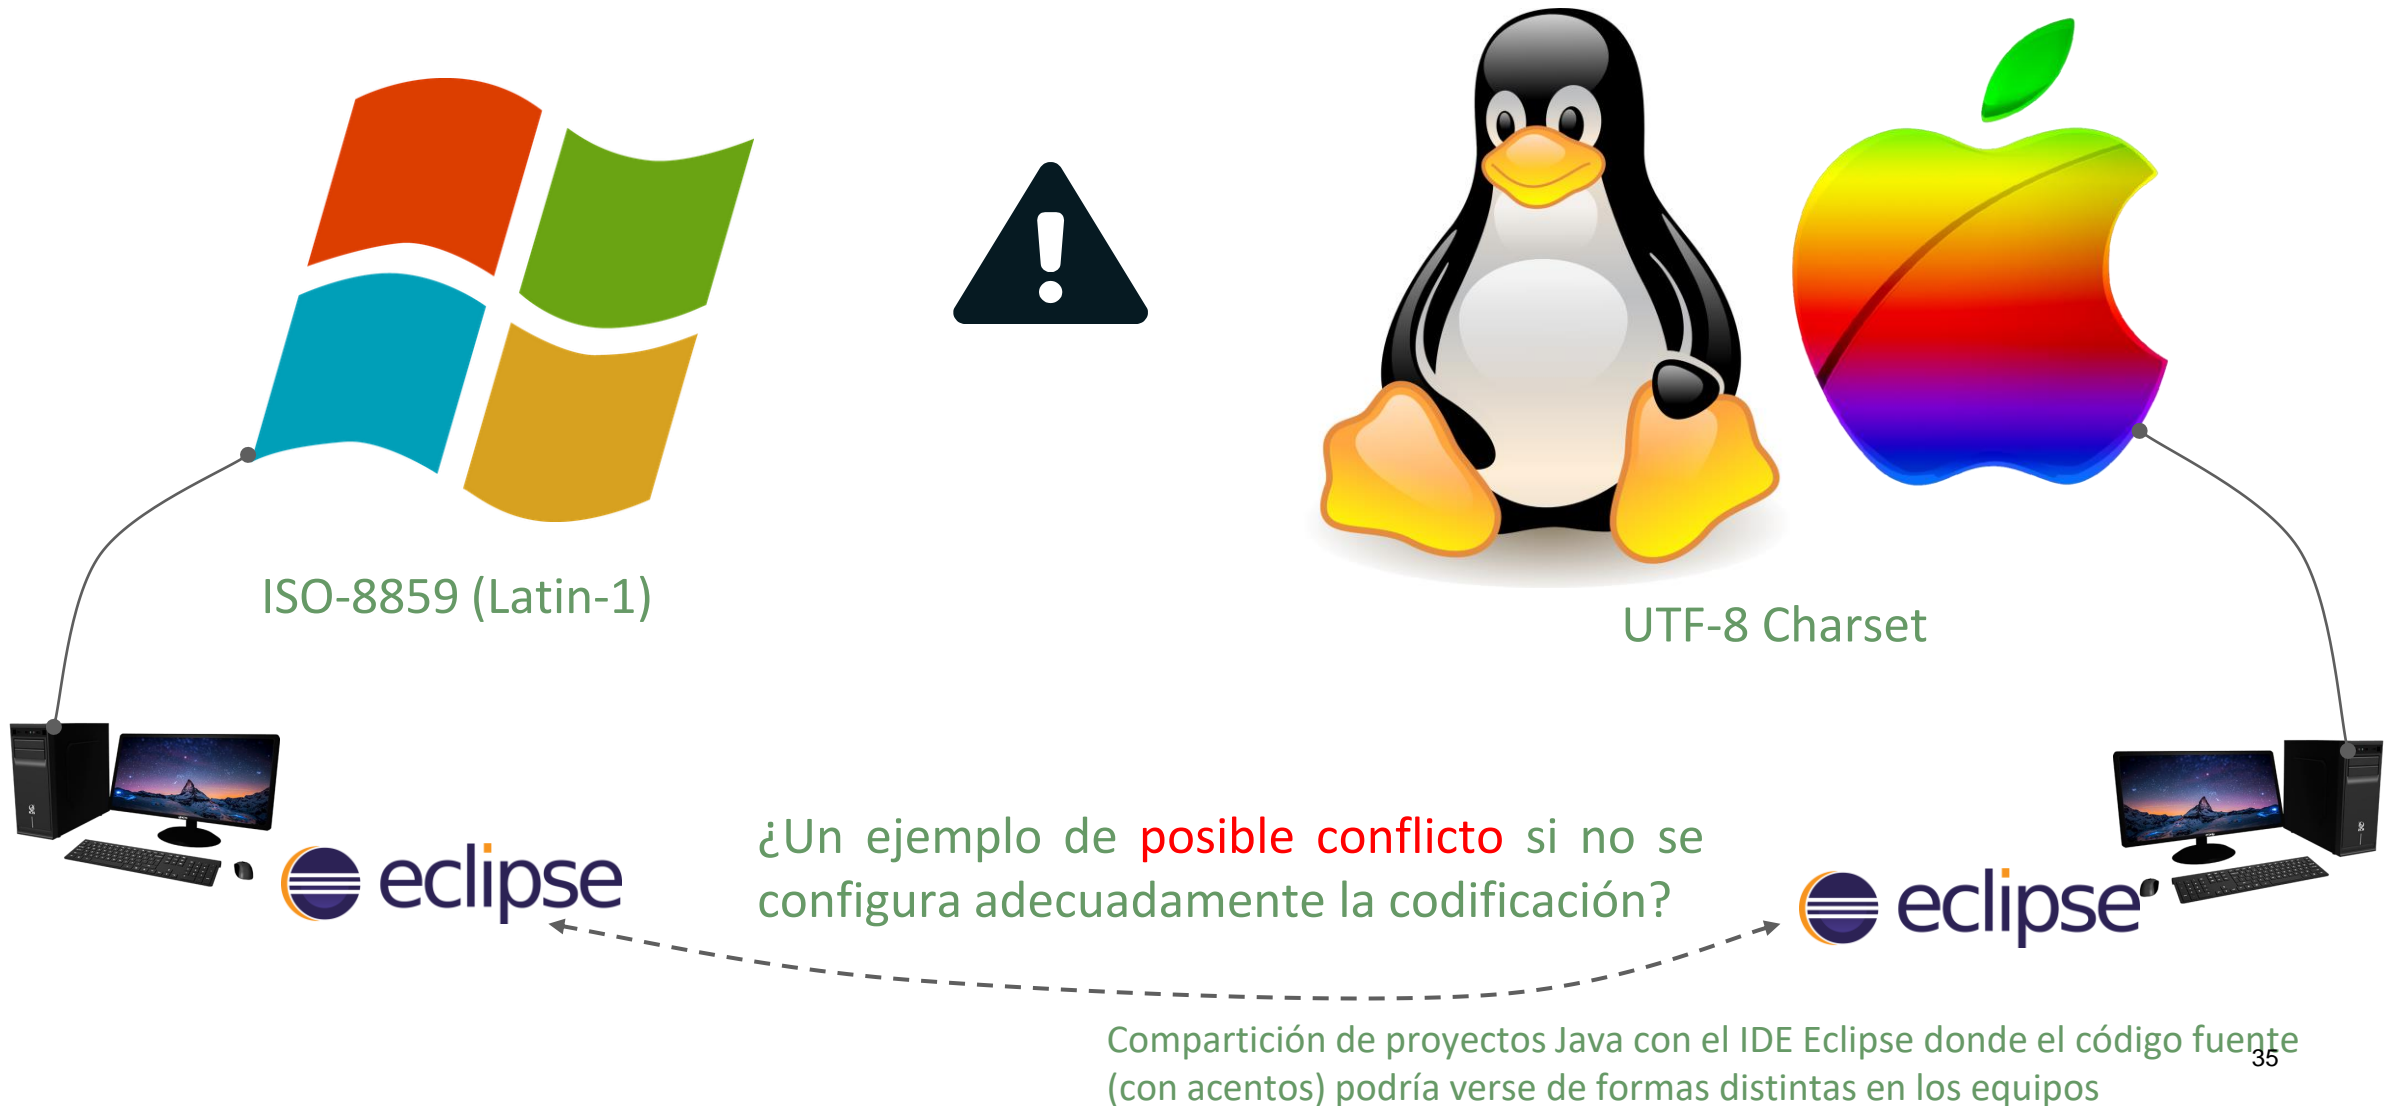 ISO-8859 (Latin-1)
UTF-8 Charset
eclipse
¿Un ejemplo de posible conflicto si no se
configura adecuadamente la codificación?
eclipse
Compartición de proyectos Java con el IDE Eclipse donde el código fuente
(con acentos) podría verse de formas distintas en los equipos
35